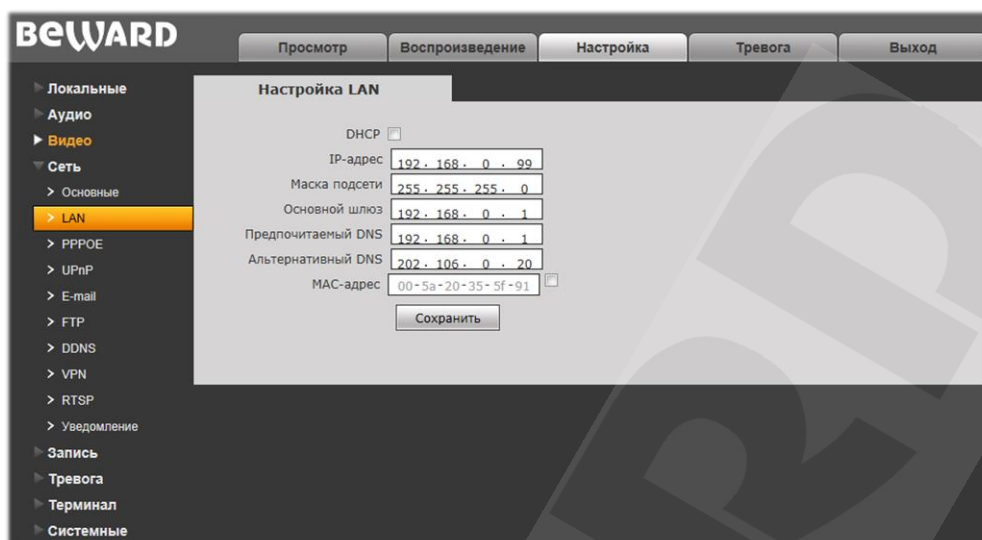 BEWARD
Просмотр
Воспроизведение
Настройка
Тревога
Выход
Локальные
Аудио
Видео
Сеть
Основные
LAN
PPPOE
UPnP
E-mail
FTP
DDNS
VPN
RTSP
Уведомление
Запись
Тревога
Терминал
Системные
Настройка LAN
DHCP
IP-адрес 192. 168. 0 . 99
Маска подсети 255. 255. 255. 0
Основной шлюз 192. 168. 0 . 1
Предпочитаемый DNS 192. 168. 0 . 1
Альтернативный DNS 202. 106. 0 . 20
MAC-адрес 00-5a-20-35-5f-91
Сохранить